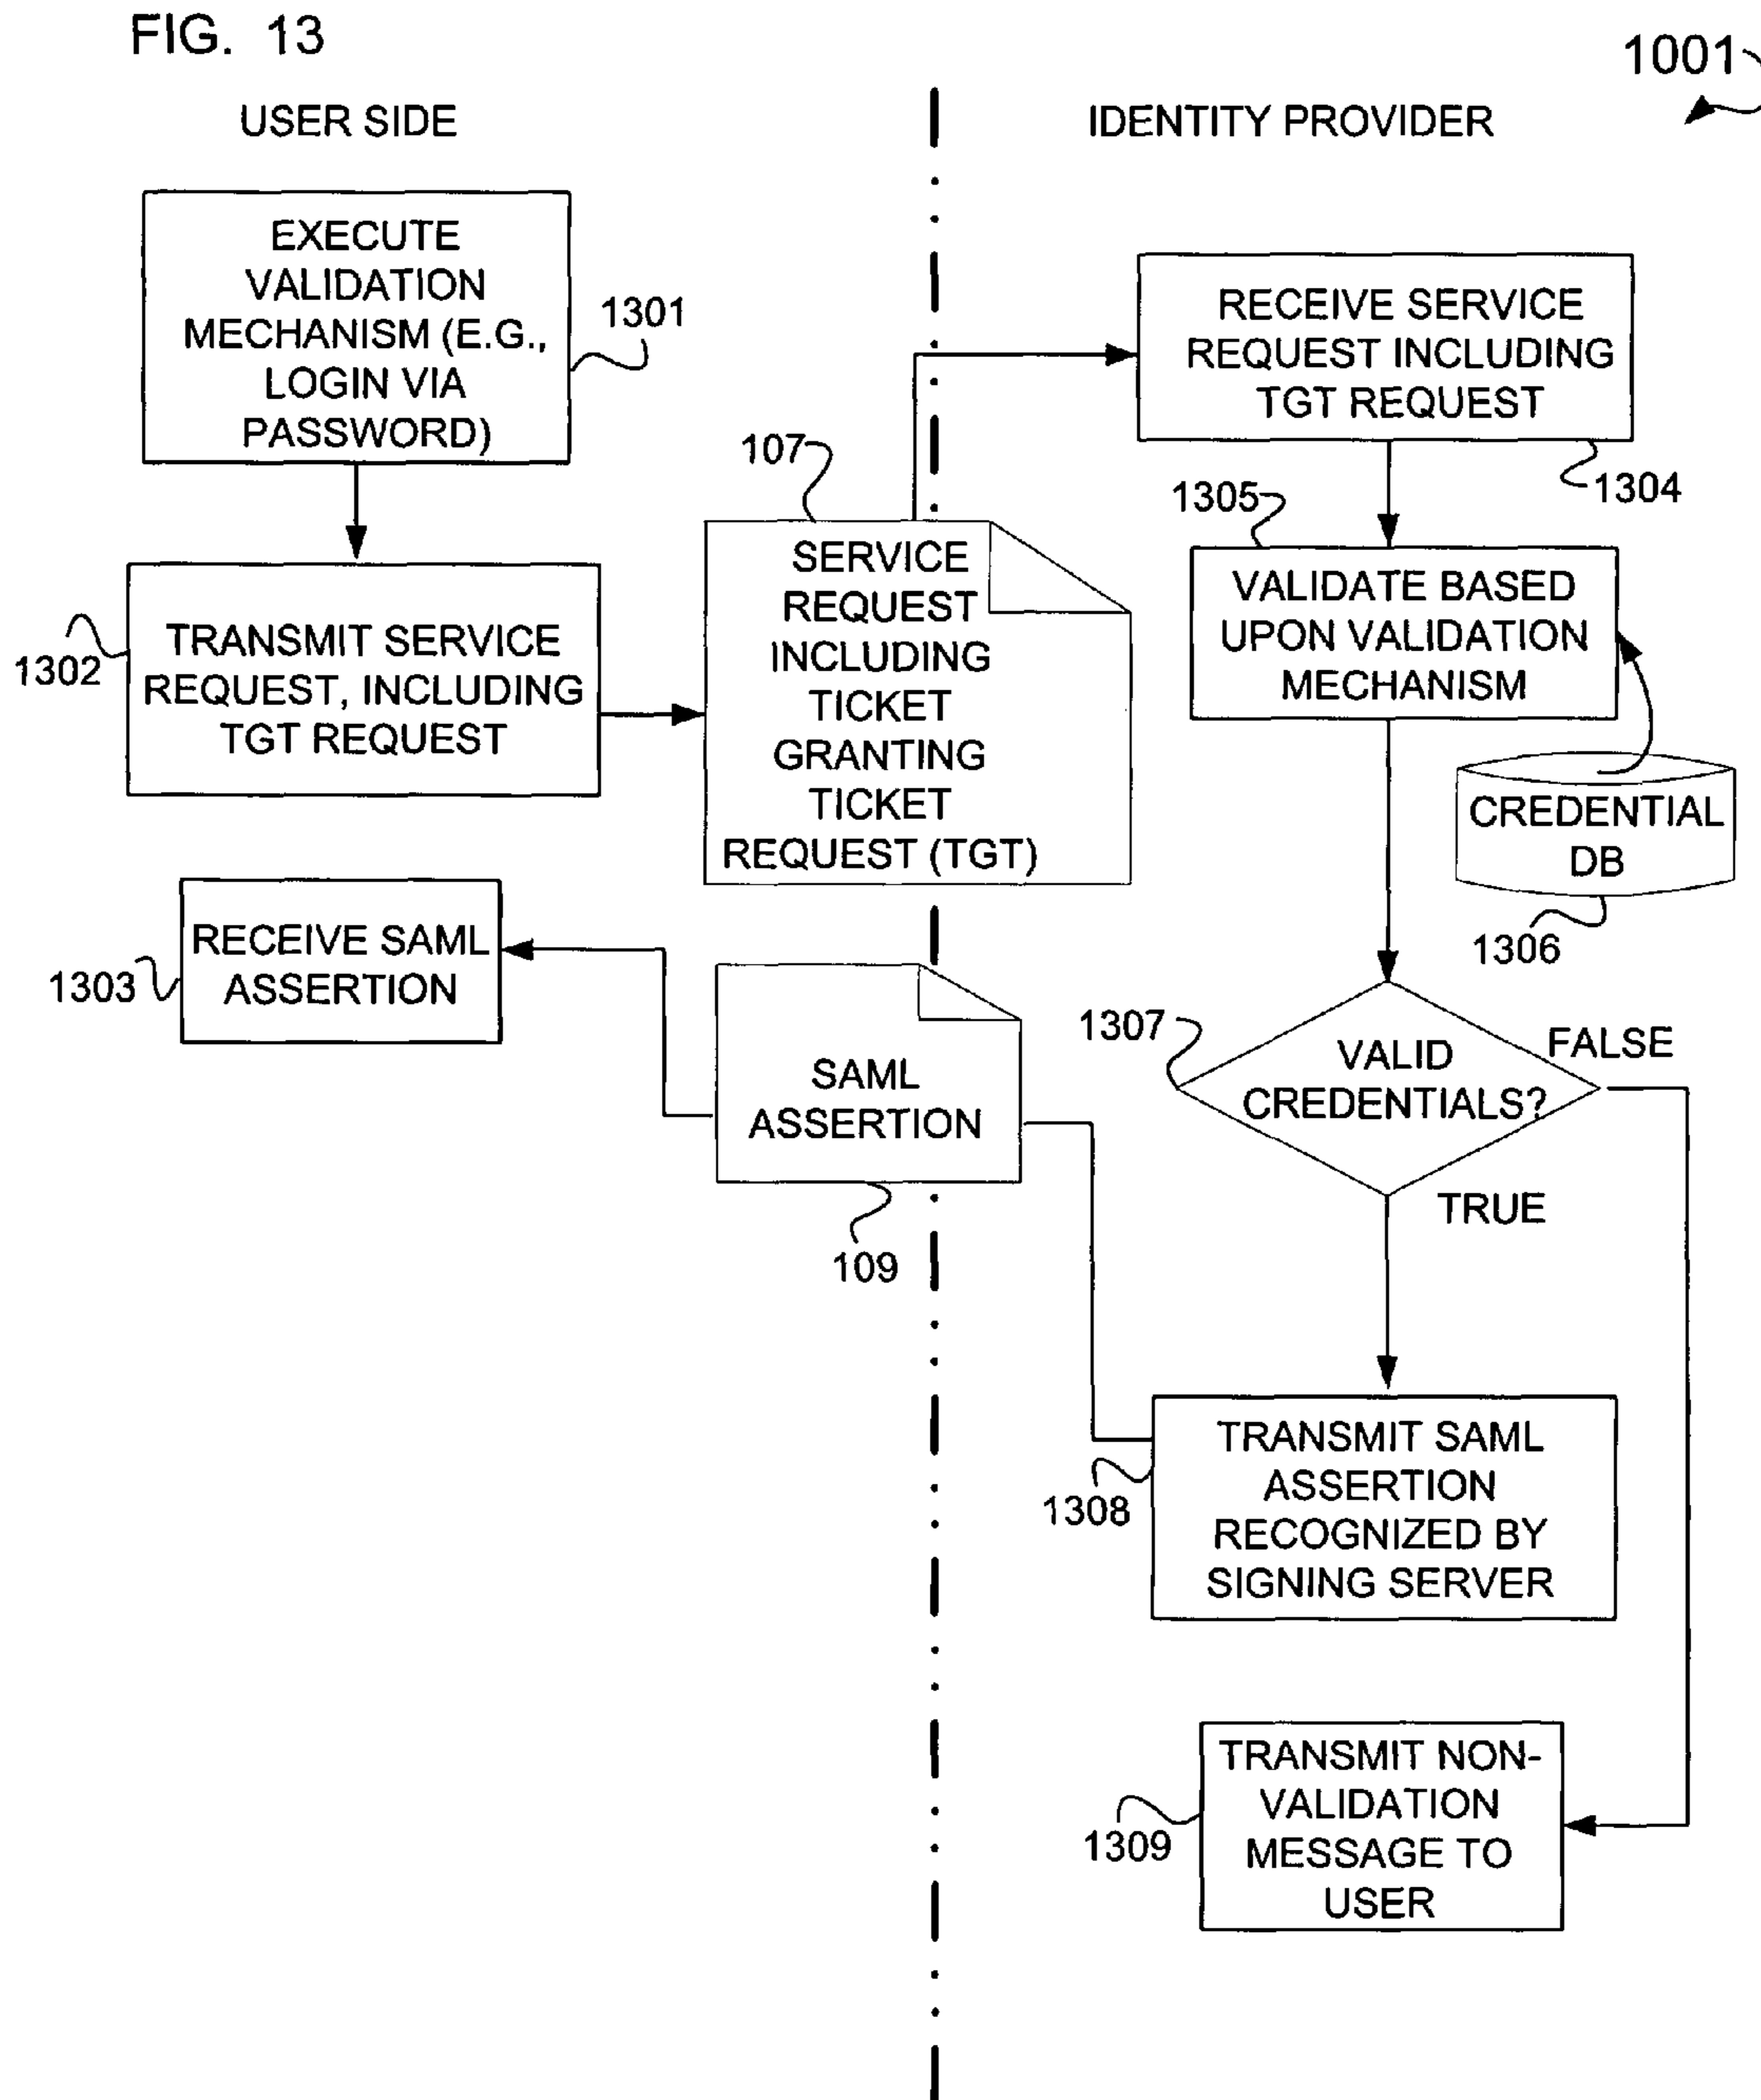 FIG. 13
1001
USER SIDE
IDENTITY PROVIDER
EXECUTE
VALIDATION
MECHANISM (E.G.,
LOGIN VIA
PASSWORD)
1301
RECEIVE SERVICE
REQUEST INCLUDING
TGT REQUEST
1304
107
1305
SERVICE
REQUEST
INCLUDING
TICKET
GRANTING
TICKET
REQUEST (TGT)
VALIDATE BASED
UPON VALIDATION
MECHANISM
1302
TRANSMIT SERVICE
REQUEST, INCLUDING
TGT REQUEST
CREDENTIAL
DB
1306
RECEIVE SAML
ASSERTION
1303
SAML
ASSERTION
109
1307
VALID
CREDENTIALS?
FALSE
TRUE
TRANSMIT SAML
ASSERTION
RECOGNIZED BY
SIGNING SERVER
1308
TRANSMIT NON-
VALIDATION
MESSAGE TO
USER
1309